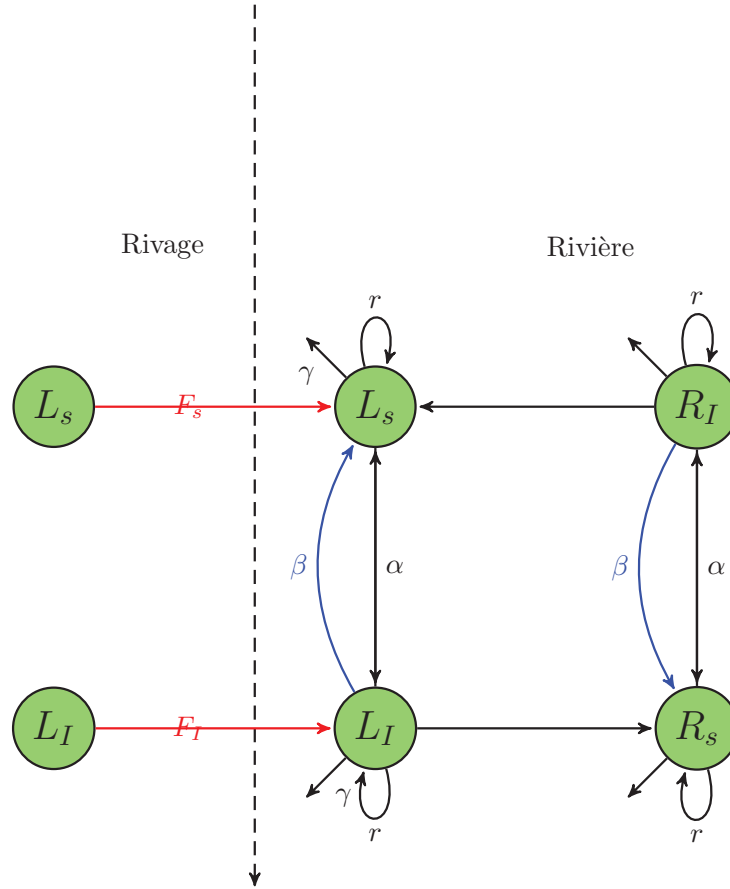 Rivage
Rivière
r
r
γ
L_s
F_s
L_s
R_I
β
α
β
α
L_I
F_I
L_I
R_s
γ
r
r